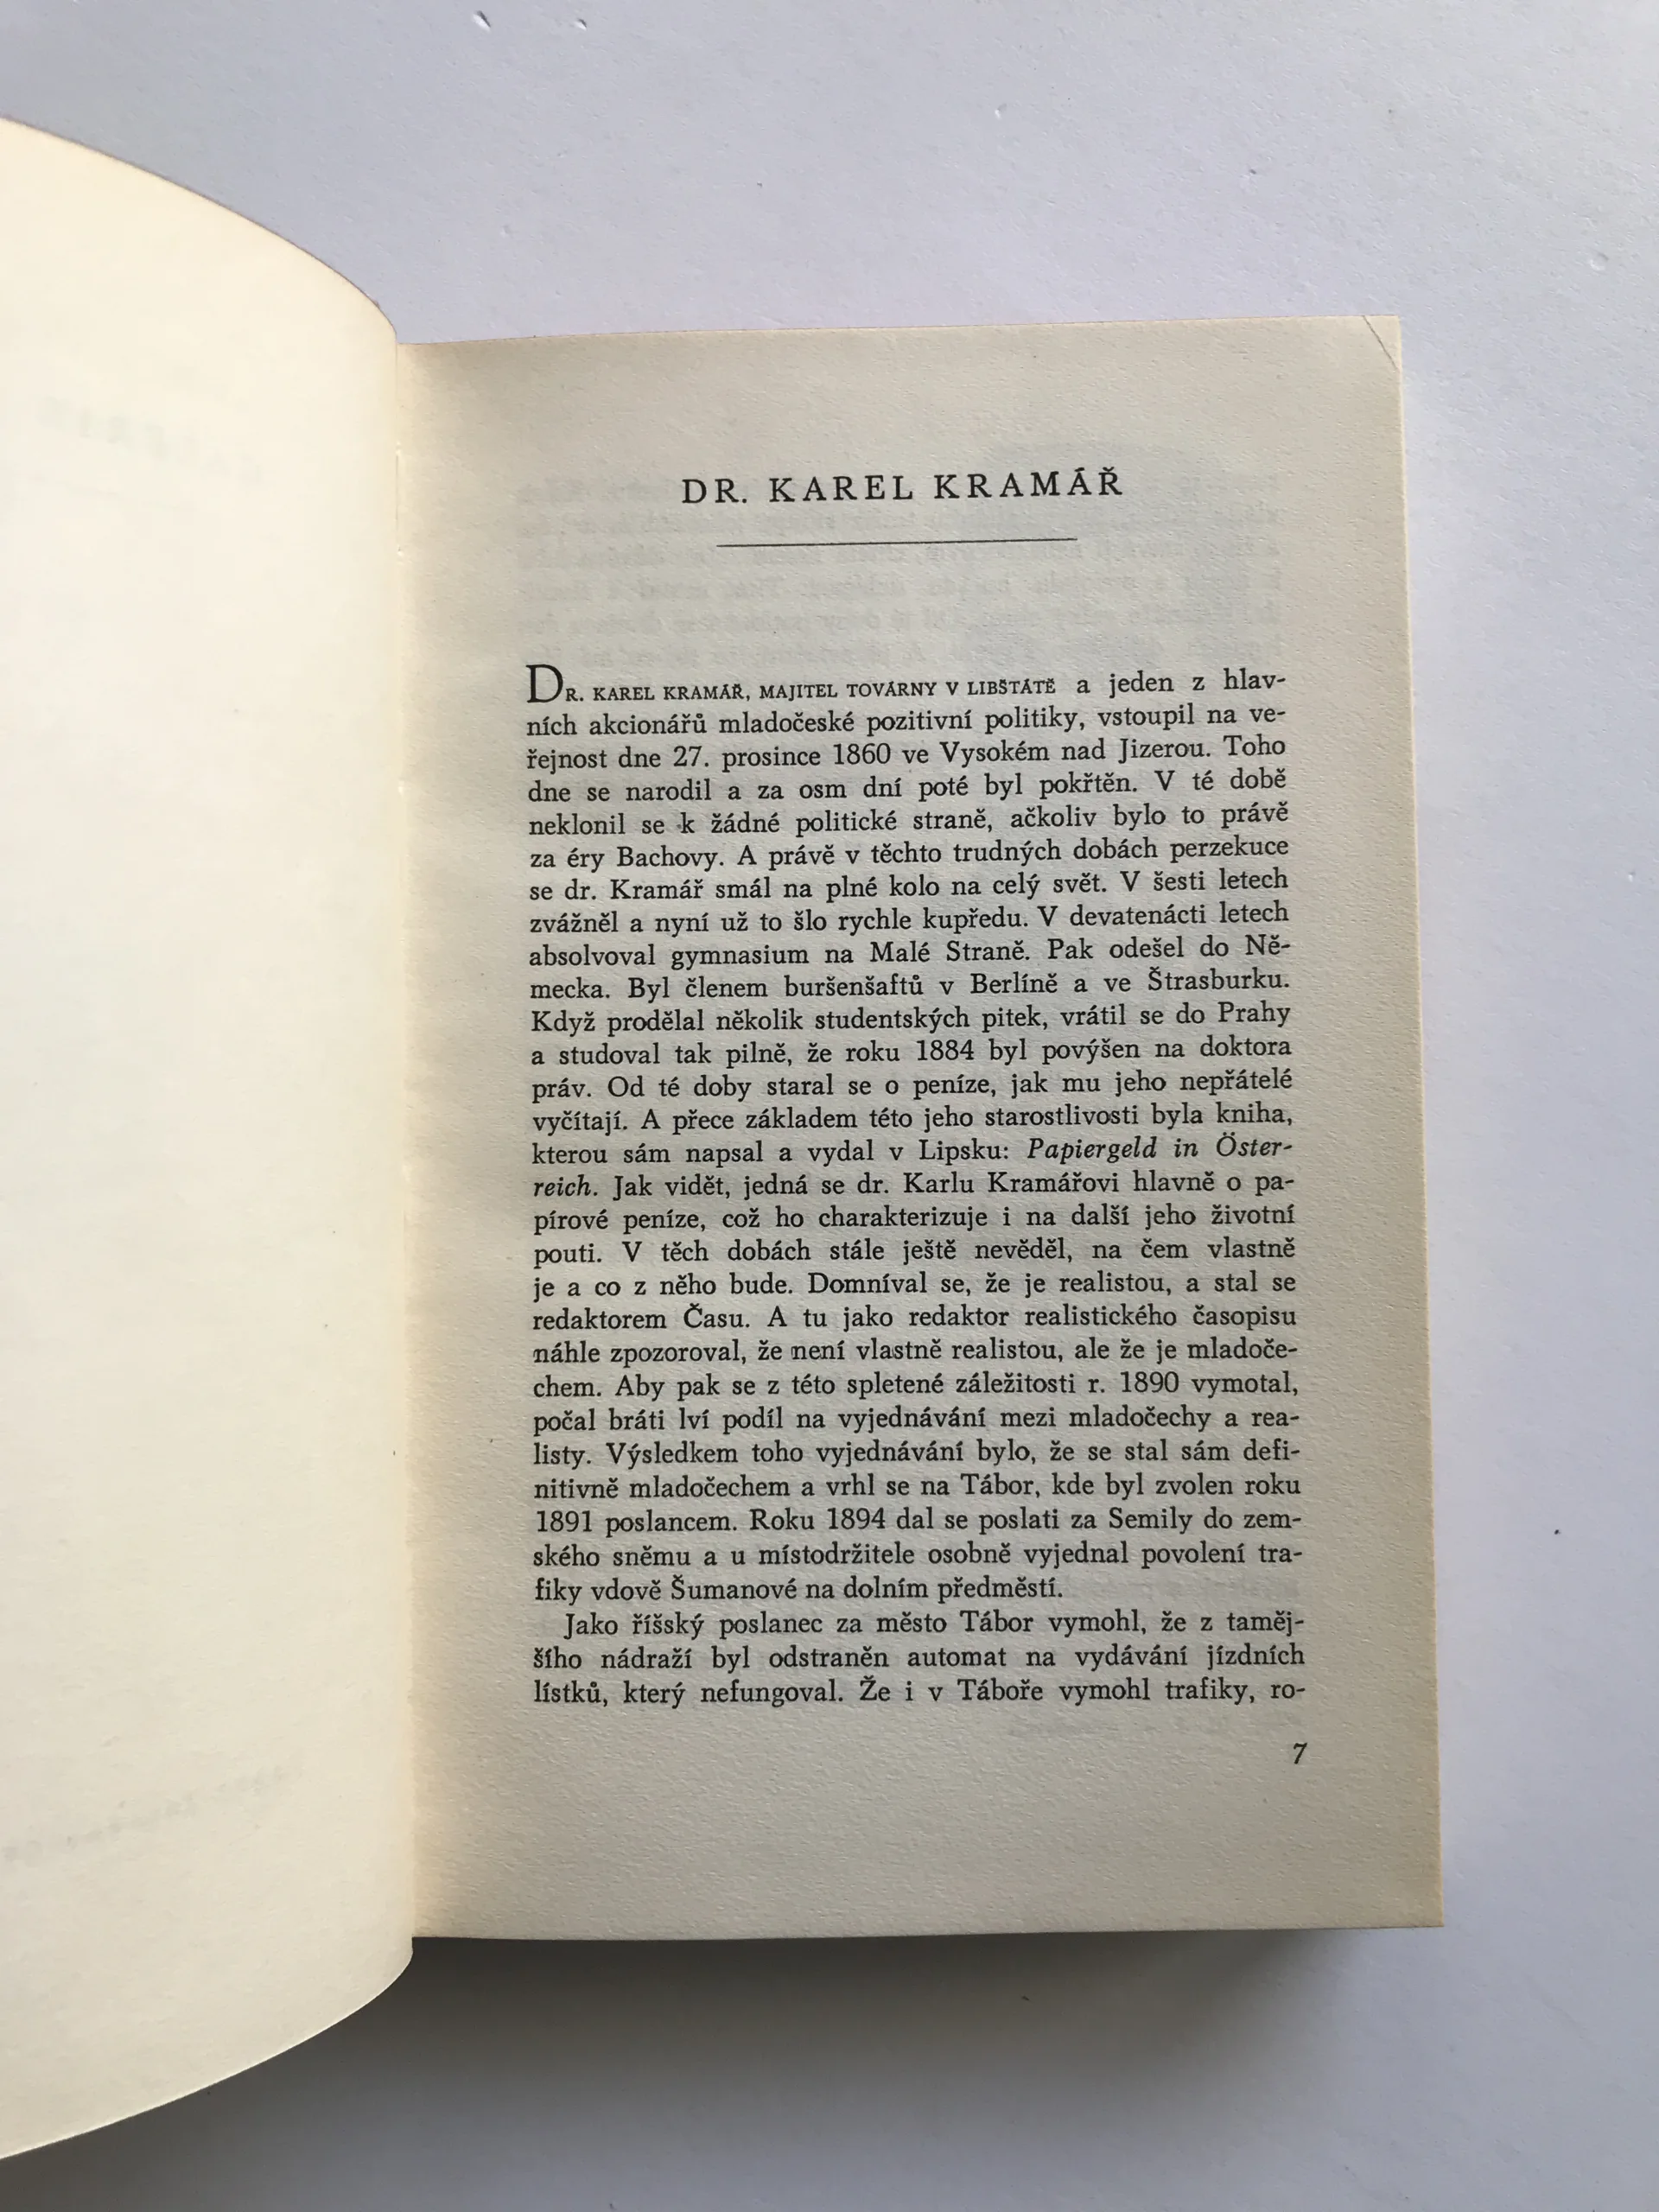 DR. KAREL KRAMÁŘ
DR. KAREL KRAMÁŘ, MAJITEL TOVÁRNY V LIBŠTÁTĚ a jeden z hlav-
ních akcionářů mladočeské pozitivní politiky, vstoupil na ve-
řejnost dne 27. prosince 1860 ve Vysokém nad Jizerou. Toho
dne se narodil a za osm dní poté byl pokřtěn. V té době
neklonil se k žádné politické straně, ačkoliv bylo to právě
za éry Bachovy. A právě v těchto trudných dobách perzekuce
se dr. Kramář smál na plné kolo na celý svět. V šesti letech
zvážněl a nyní už to šlo rychle kupředu. V devatenácti letech
absolvoval gymnasium na Malé Straně. Pak odešel do Ně-
mecka. Byl členem buršenšaftů v Berlíně a ve Štrasburku.
Když prodělal několik studentských pitek, vrátil se do Prahy
a studoval tak pilně, že roku 1884 byl povýšen na doktora
práv. Od té doby staral se o peníze, jak mu jeho nepřátelé
vyčítají. A přece základem této jeho starostlivosti byla kniha,
kterou sám napsal a vydal v Lipsku: Papiergeld in Öster-
reich. Jak vidět, jedná se dr. Karlu Kramářovi hlavně o pa-
pírové peníze, což ho charakterizuje i na další jeho životní
pouti. V těch dobách stále ještě nevěděl, na čem vlastně
je a co z něho bude. Domníval se, že je realistou, a stal se
redaktorem Času. A tu jako redaktor realistického časopisu
náhle zpozoroval, že není vlastně realistou, ale že je mladoče-
chem. Aby pak se z této spletené záležitosti r. 1890 vymotal,
počal bráti lví podíl na vyjednávání mezi mladočechy a rea-
listy. Výsledkem toho vyjednávání bylo, že se stal sám defi-
nitivně mladočechem a vrhl se na Tábor, kde byl zvolen roku
1891 poslancem. Roku 1894 dal se poslati za Semily do zem-
ského sněmu a u místodržitele osobně vyjednal povolení tra-
fiky vdově Šumanové na dolním předměstí.
Jako říšský poslanec za město Tábor vymohl, že z taměj-
šího nádraží byl odstraněn automat na vydávání jízdních
lístků, který nefungoval. Že i v Táboře vymohl trafiky, ro-
7